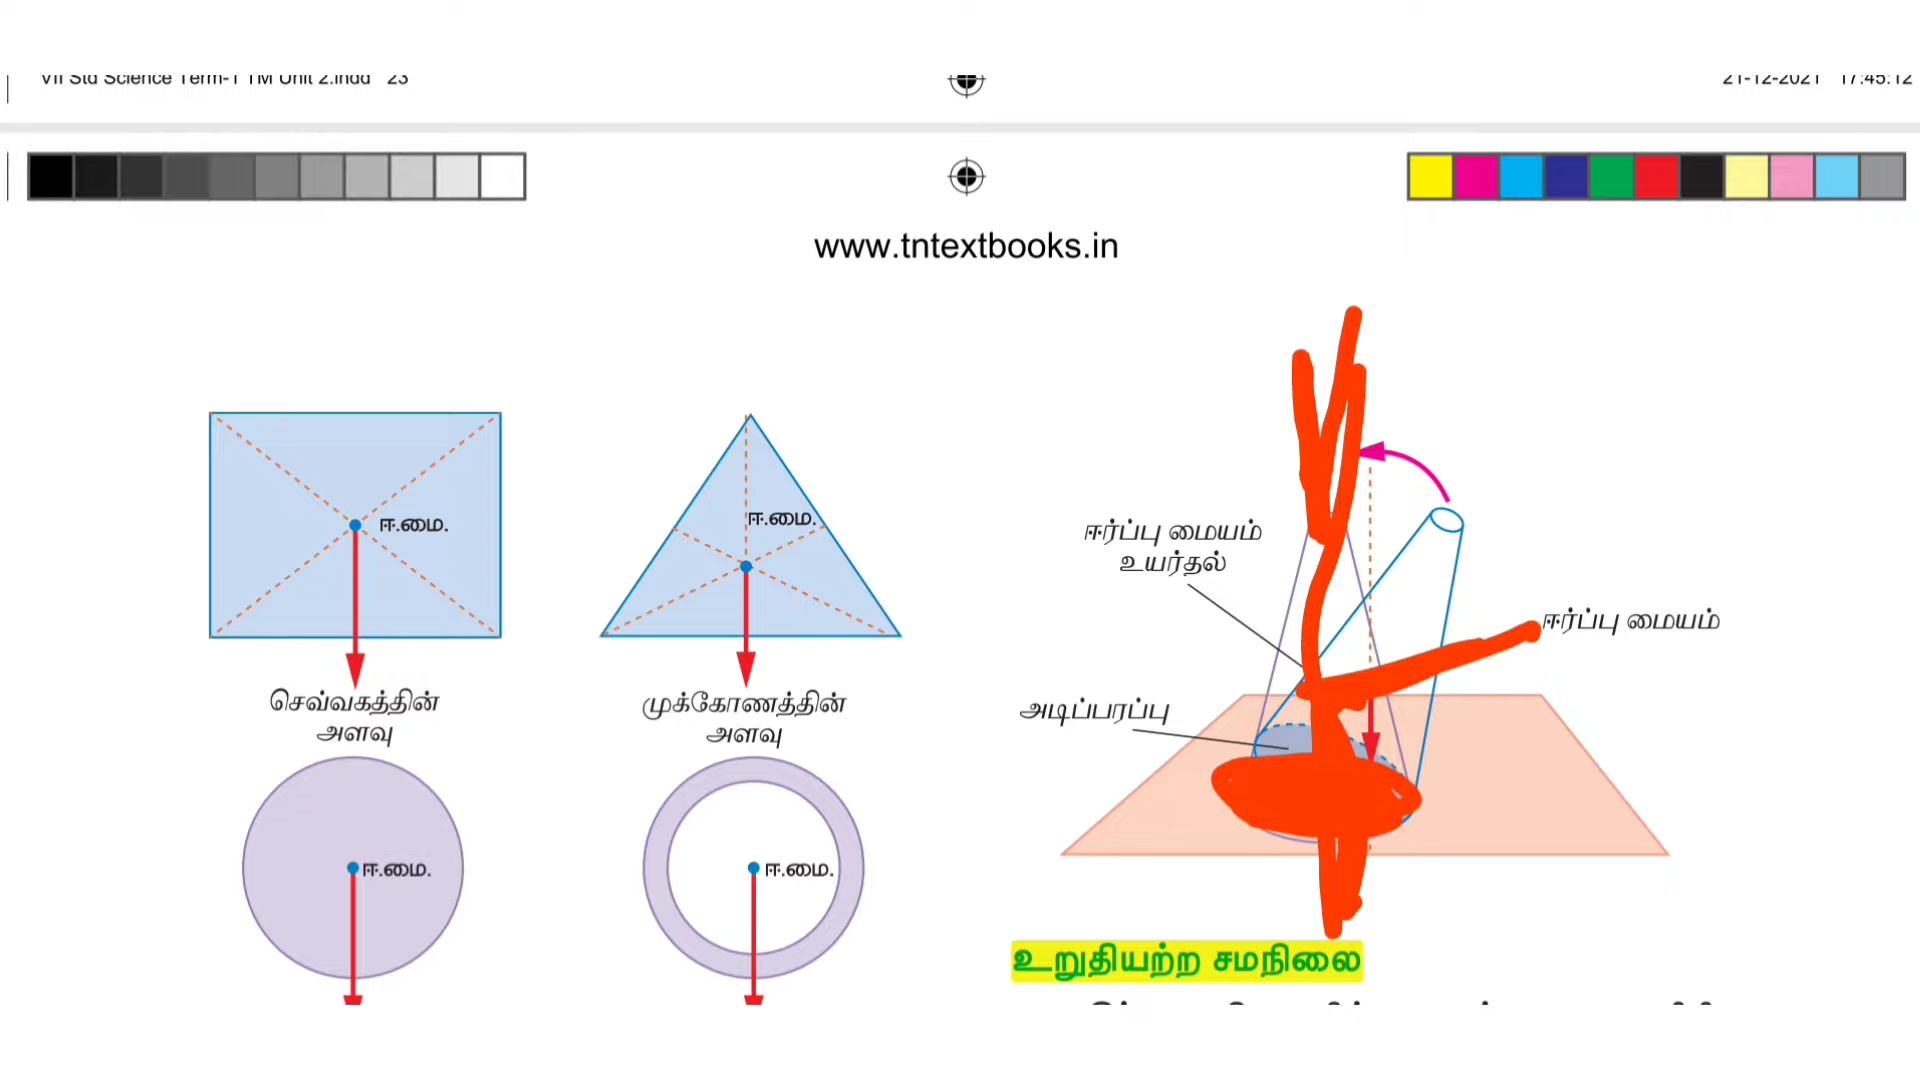 VII Std Science Term-1 TM Unit 2.indd 23
21-12-2021 17:45:12
www.tntextbooks.in
ஈ.மை.
செவ்வகத்தின்
அளவு
ஈ.மை.
முக்கோணத்தின்
அளவு
ஈ.மை.
ஈ.மை.
ஈர்ப்பு மையம்
உயர்தல்
ஈர்ப்பு மையம்
அடிப்பரப்பு
உறுதியற்ற சமநிலை